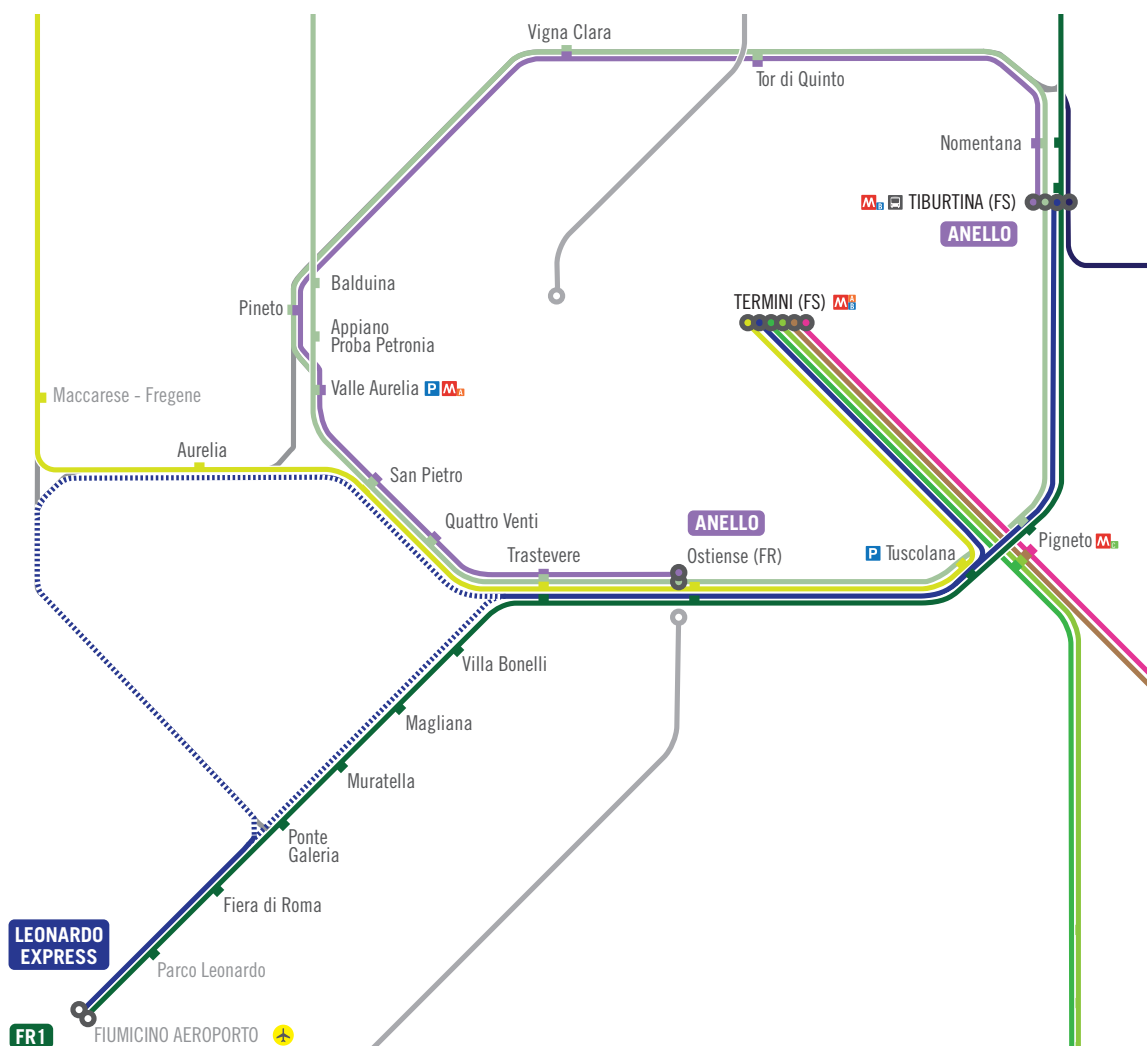 Vigna Clara
Tor di Quinto
Nomentana
M B TIBURTINA (FS)
ANELLO
Balduina
Pineto
TERMINI (FS) M A B
Appiano
Proba Petronia
Valle Aurelia P M A
Maccarese - Fregene
Aurelia
San Pietro
Quattro Venti
ANELLO
Trastevere
Ostiense (FR)
P Tuscolana
Pigneto M C
Villa Bonelli
Magliana
Muratella
Ponte
Galeria
Fiera di Roma
LEONARDO
EXPRESS
Parco Leonardo
FR1
FIUMICINO AEROPORTO